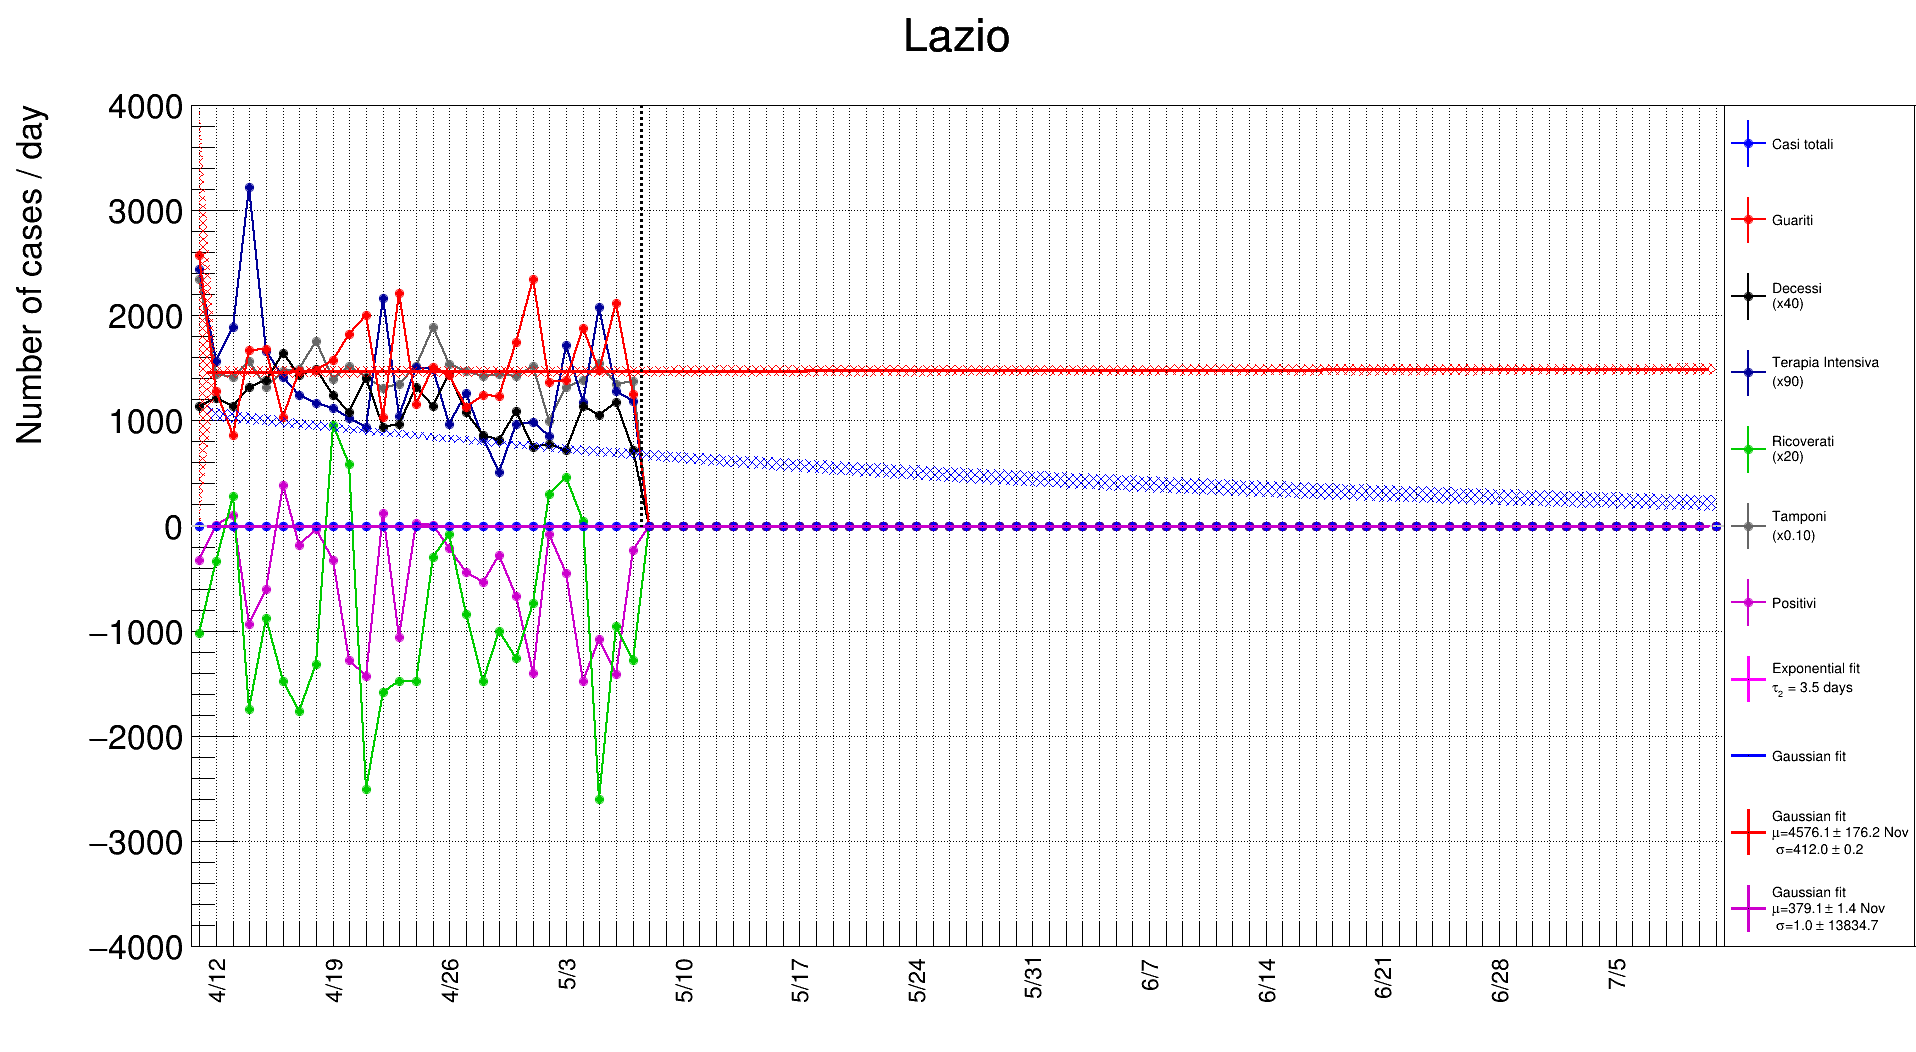 Lazio
Number of cases / day
4000
3000
2000
1000
0
−1000
−2000
−3000
−4000
4/12
4/19
4/26
5/3
5/10
5/17
5/24
5/31
6/7
6/14
6/21
6/28
7/5
Casi totali
Guariti
Decessi
(x40)
Terapia Intensiva
(x90)
Ricoverati
(x20)
Tamponi
(x0.10)
Positivi
Exponential fit
τ2 = 3.5 days
Gaussian fit
Gaussian fit
μ=4576.1± 176.2 Nov
σ=412.0± 0.2
Gaussian fit
μ=379.1± 1.4 Nov
σ=1.0± 13834.7